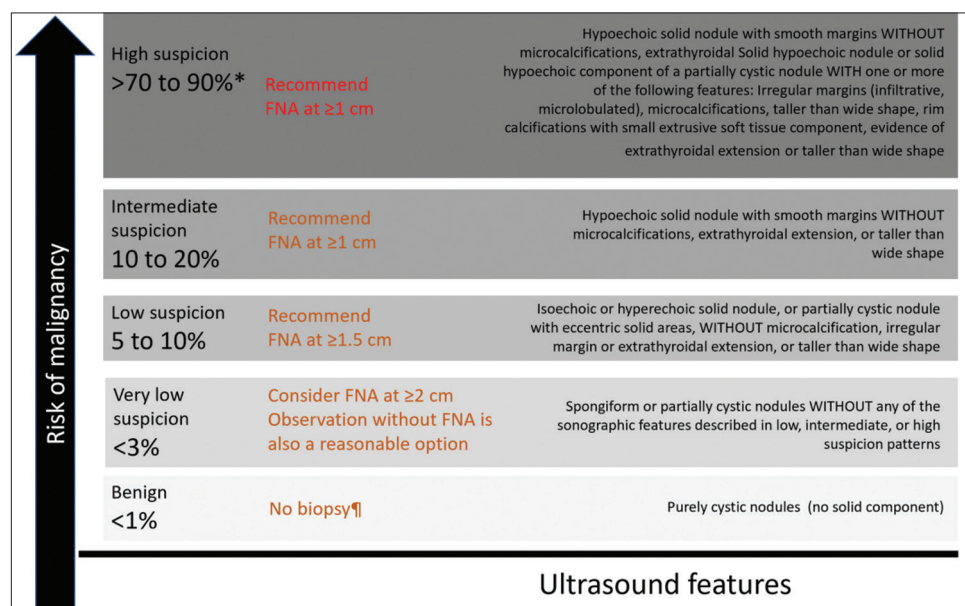 Risk of malignancy
High suspicion
>70 to 90%*
Recommend
FNA at ≥1 cm
Hypoechoic solid nodule with smooth margins WITHOUT
microcalcifications, extrathyroidal Solid hypoechoic nodule or solid
hypoechoic component of a partially cystic nodule WITH one or more
of the following features: Irregular margins (infiltrative,
microlobulated), microcalcifications, taller than wide shape, rim
calcifications with small extrusive soft tissue component, evidence of
extrathyroidal extension or taller than wide shape
Intermediate
suspicion
10 to 20%
Recommend
FNA at ≥1 cm
Hypoechoic solid nodule with smooth margins WITHOUT
microcalcifications, extrathyroidal extension, or taller than
wide shape
Low suspicion
5 to 10%
Recommend
FNA at ≥1.5 cm
Isoechoic or hyperechoic solid nodule, or partially cystic nodule
with eccentric solid areas, WITHOUT microcalcification, irregular
margin or extrathyroidal extension, or taller than wide shape
Very low
suspicion
<3%
Consider FNA at ≥2 cm
Observation without FNA is
also a reasonable option
Spongiform or partially cystic nodules WITHOUT any of the
sonographic features described in low, intermediate, or high
suspicion patterns
Benign
<1%
No biopsy¶
Purely cystic nodules (no solid component)
Ultrasound features